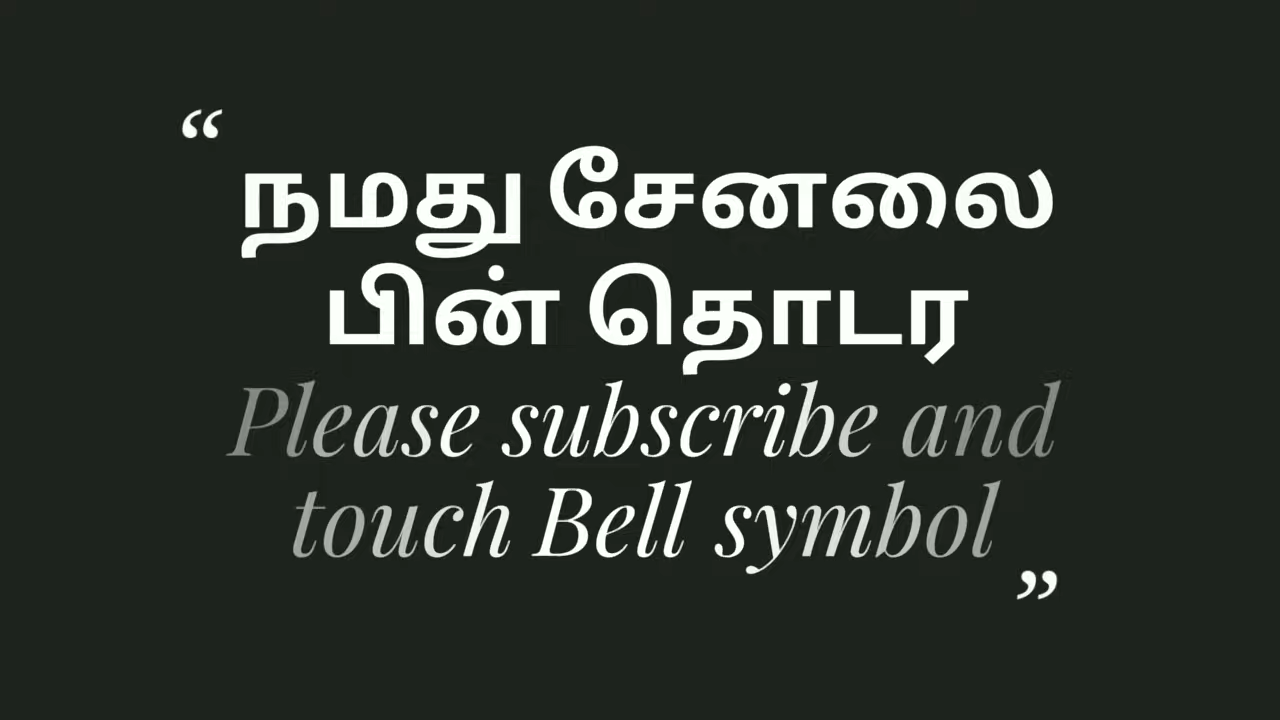 “
நமது சேனலை
பின் தொடர
Please subscribe and
touch Bell symbol
”